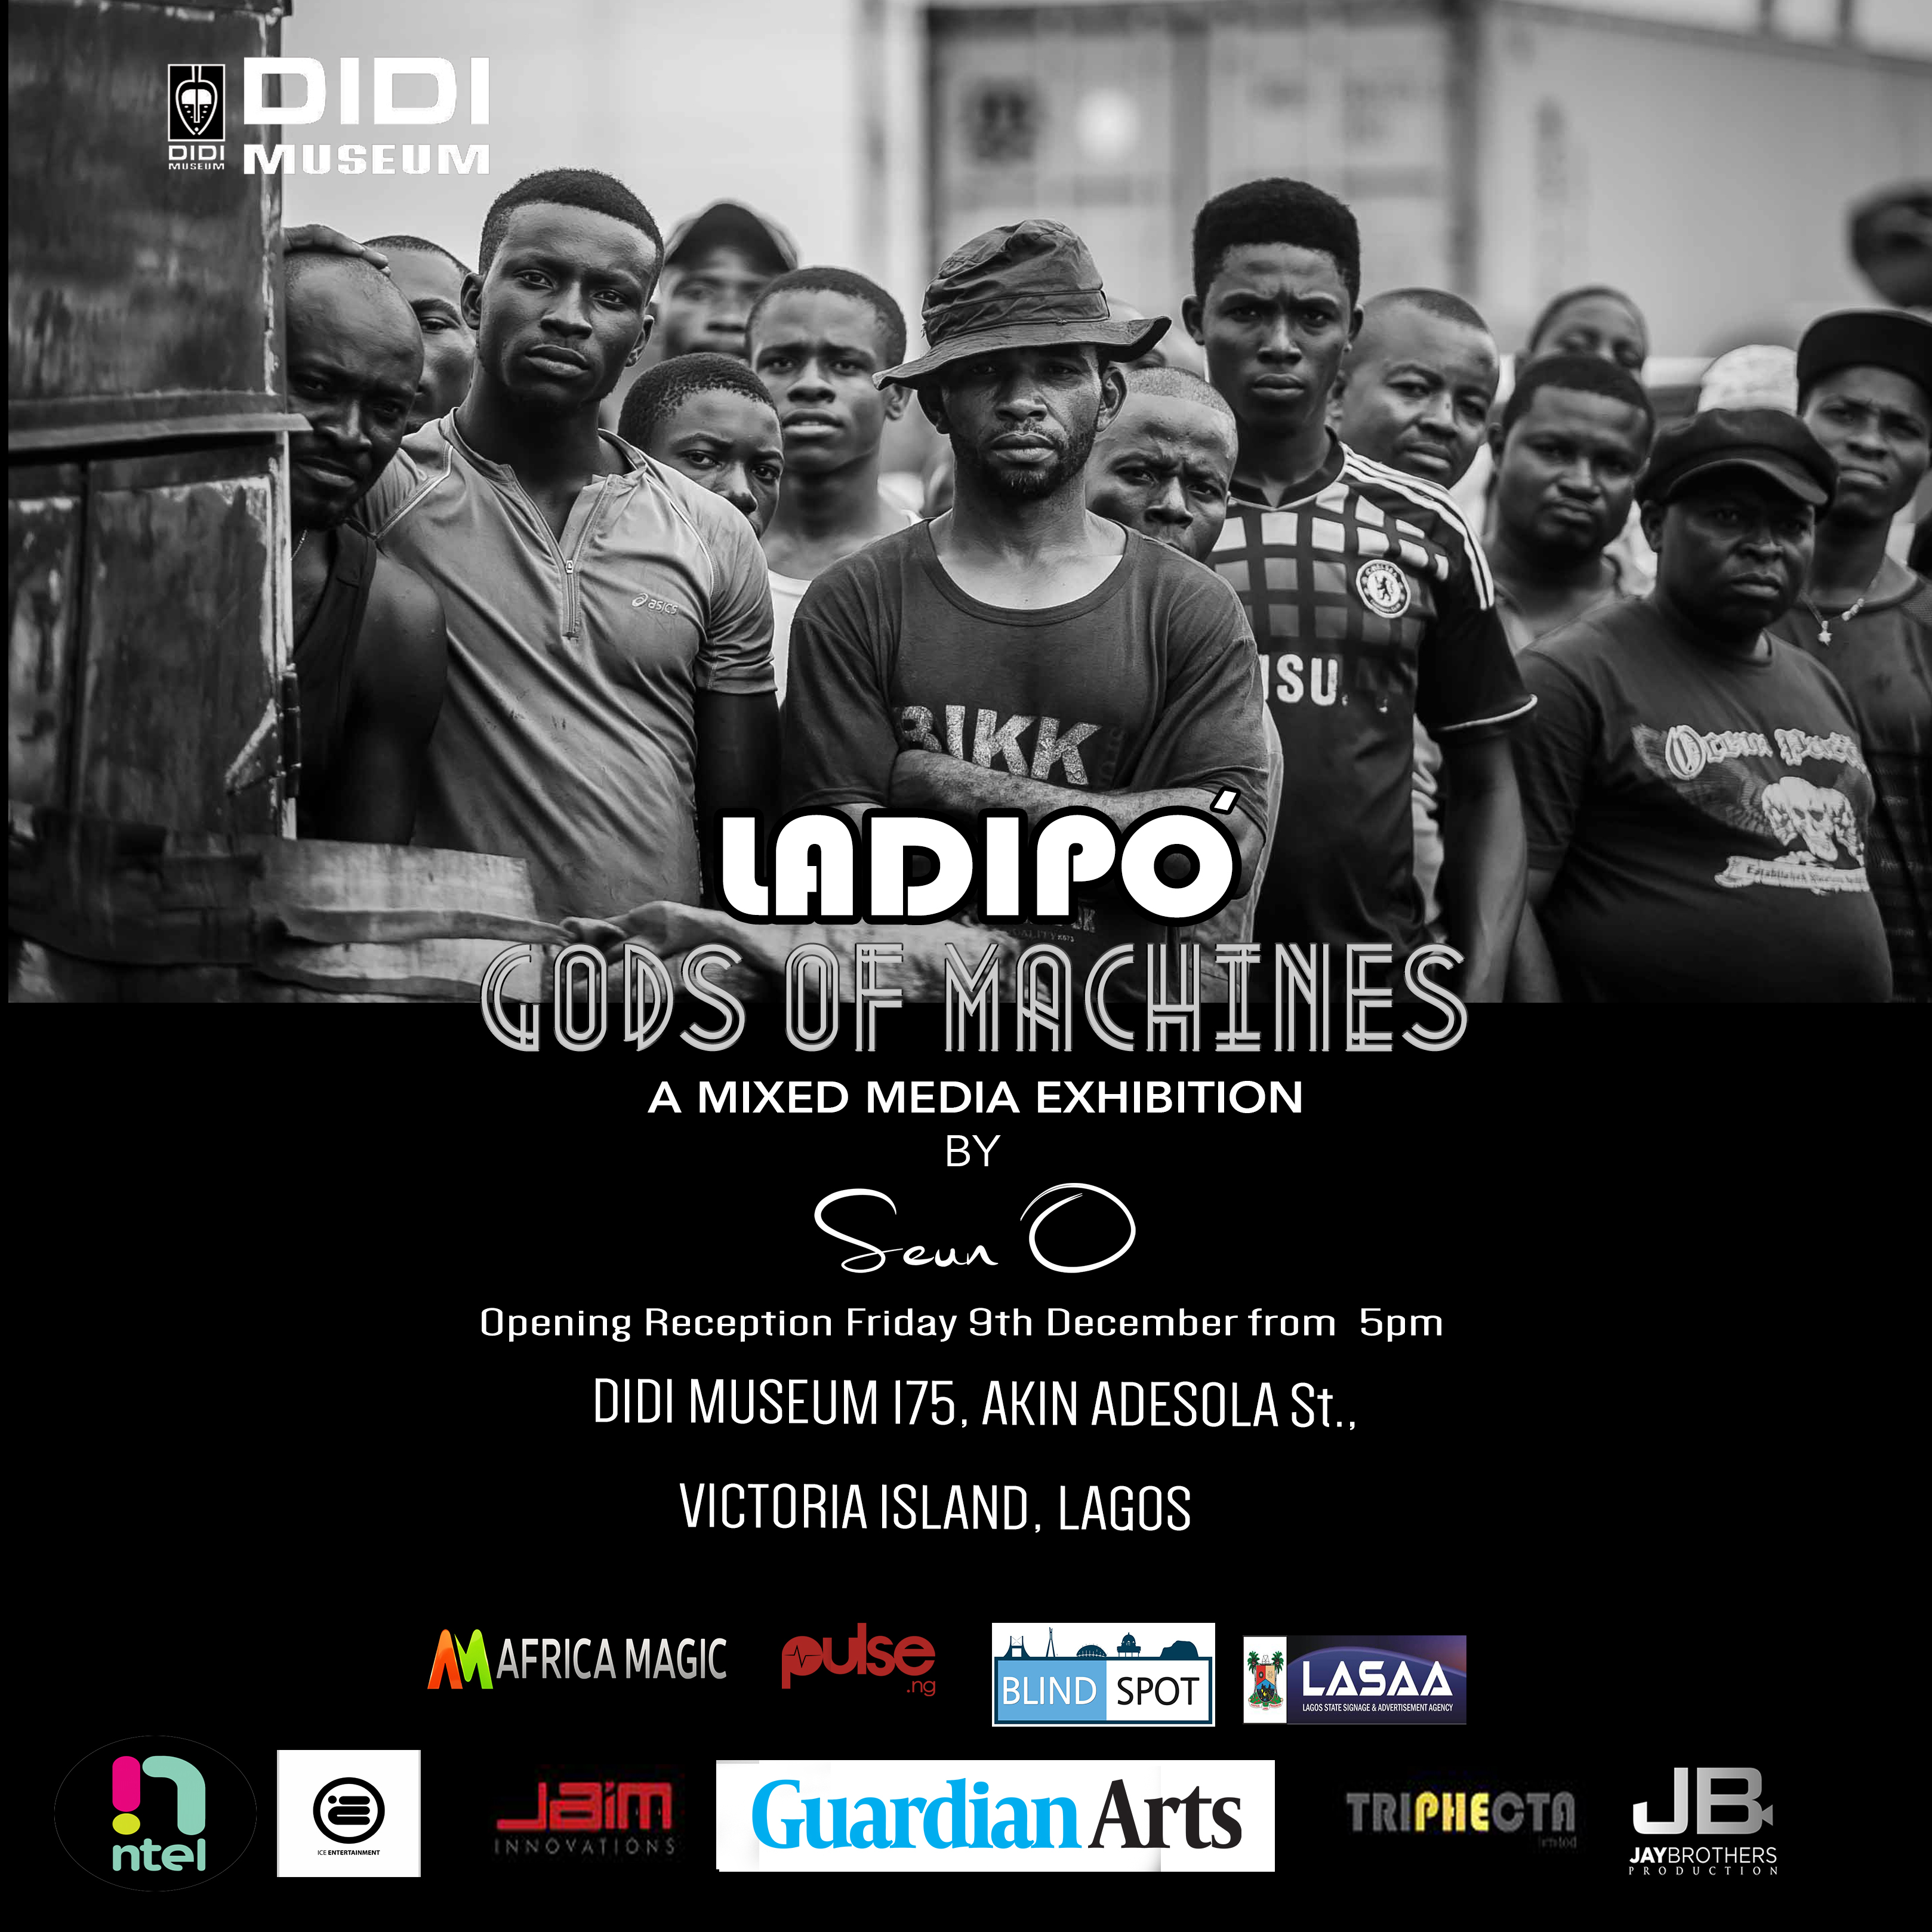 DIDI
MUSEUM
DIDI
MUSEUM
asics
BIKK
CHELSEA
SU
LADIPÓ
GODS OF MACHINES
A MIXED MEDIA EXHIBITION
BY
Seun O
Opening Reception Friday 9th December from 5pm
DIDI MUSEUM 175, AKIN ADESOLA St.,
VICTORIA ISLAND, LAGOS
AFRICA MAGIC
pulse
.ng
BLIND SPOT
LASAA
LAGOS STATE SIGNAGE & ADVERTISEMENT AGENCY
ntel
ICE ENTERTAINMENT
Jaim
INNOVATIONS
Guardian Arts
TRIPHECTA
limited
JB
JAYBROTHERS
PRODUCTION